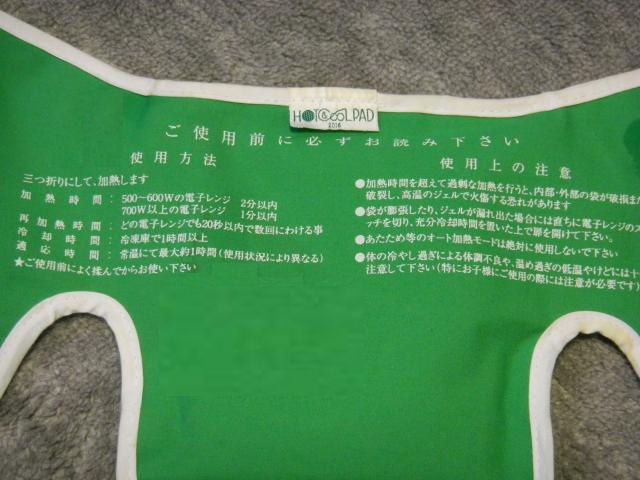 HOT&COOLPAD
2016
ご使用前に必ずお読み下さい
使用方法
三つ折りにして、加熱します
加熱時間：500～600Wの電子レンジ 2分以内
700W以上の電子レンジ 1分以内
再加熱時間：どの電子レンジでも20秒以内で数回にわける事
冷却時間：冷凍庫で1時間以上
適応時間：常温にて最大約1時間(使用状況により異なる)
★ご使用前によく揉んでからお使い下さい
使用上の注意
●加熱時間を超えて過剰な加熱を行うと、内部・外部の袋が破損また
破裂し、高温のジェルで火傷する恐れがあります
●袋が膨張したり、ジェルが漏れ出た場合には直ちに電子レンジのス
ッチを切り、充分冷却時間を置いた上で扉を開けて下さい。
●あたため等のオート加熱モードは絶対に使用しないで下さい
●体の冷やし過ぎによる体調不良や、温め過ぎの低温やけどには十
注意して下さい(特にお子様にご使用の際には注意が必要です)